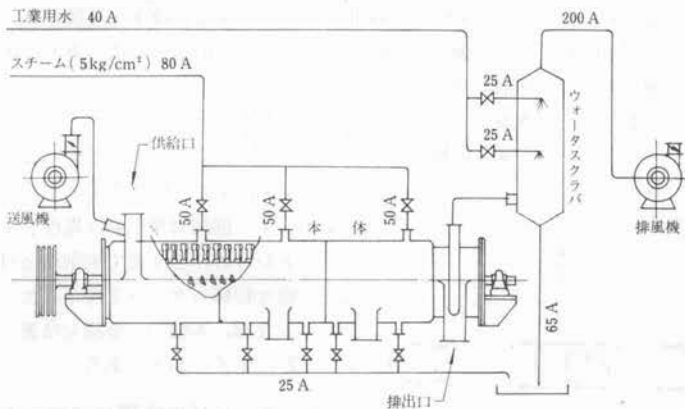 工業用水 40 A
200 A
スチーム(5kg/cm²) 80 A
25 A
ウォータスクラバ
25 A
供給口
送風機
50 A
50 A
本体
50 A
排風機
65 A
25 A
排出口